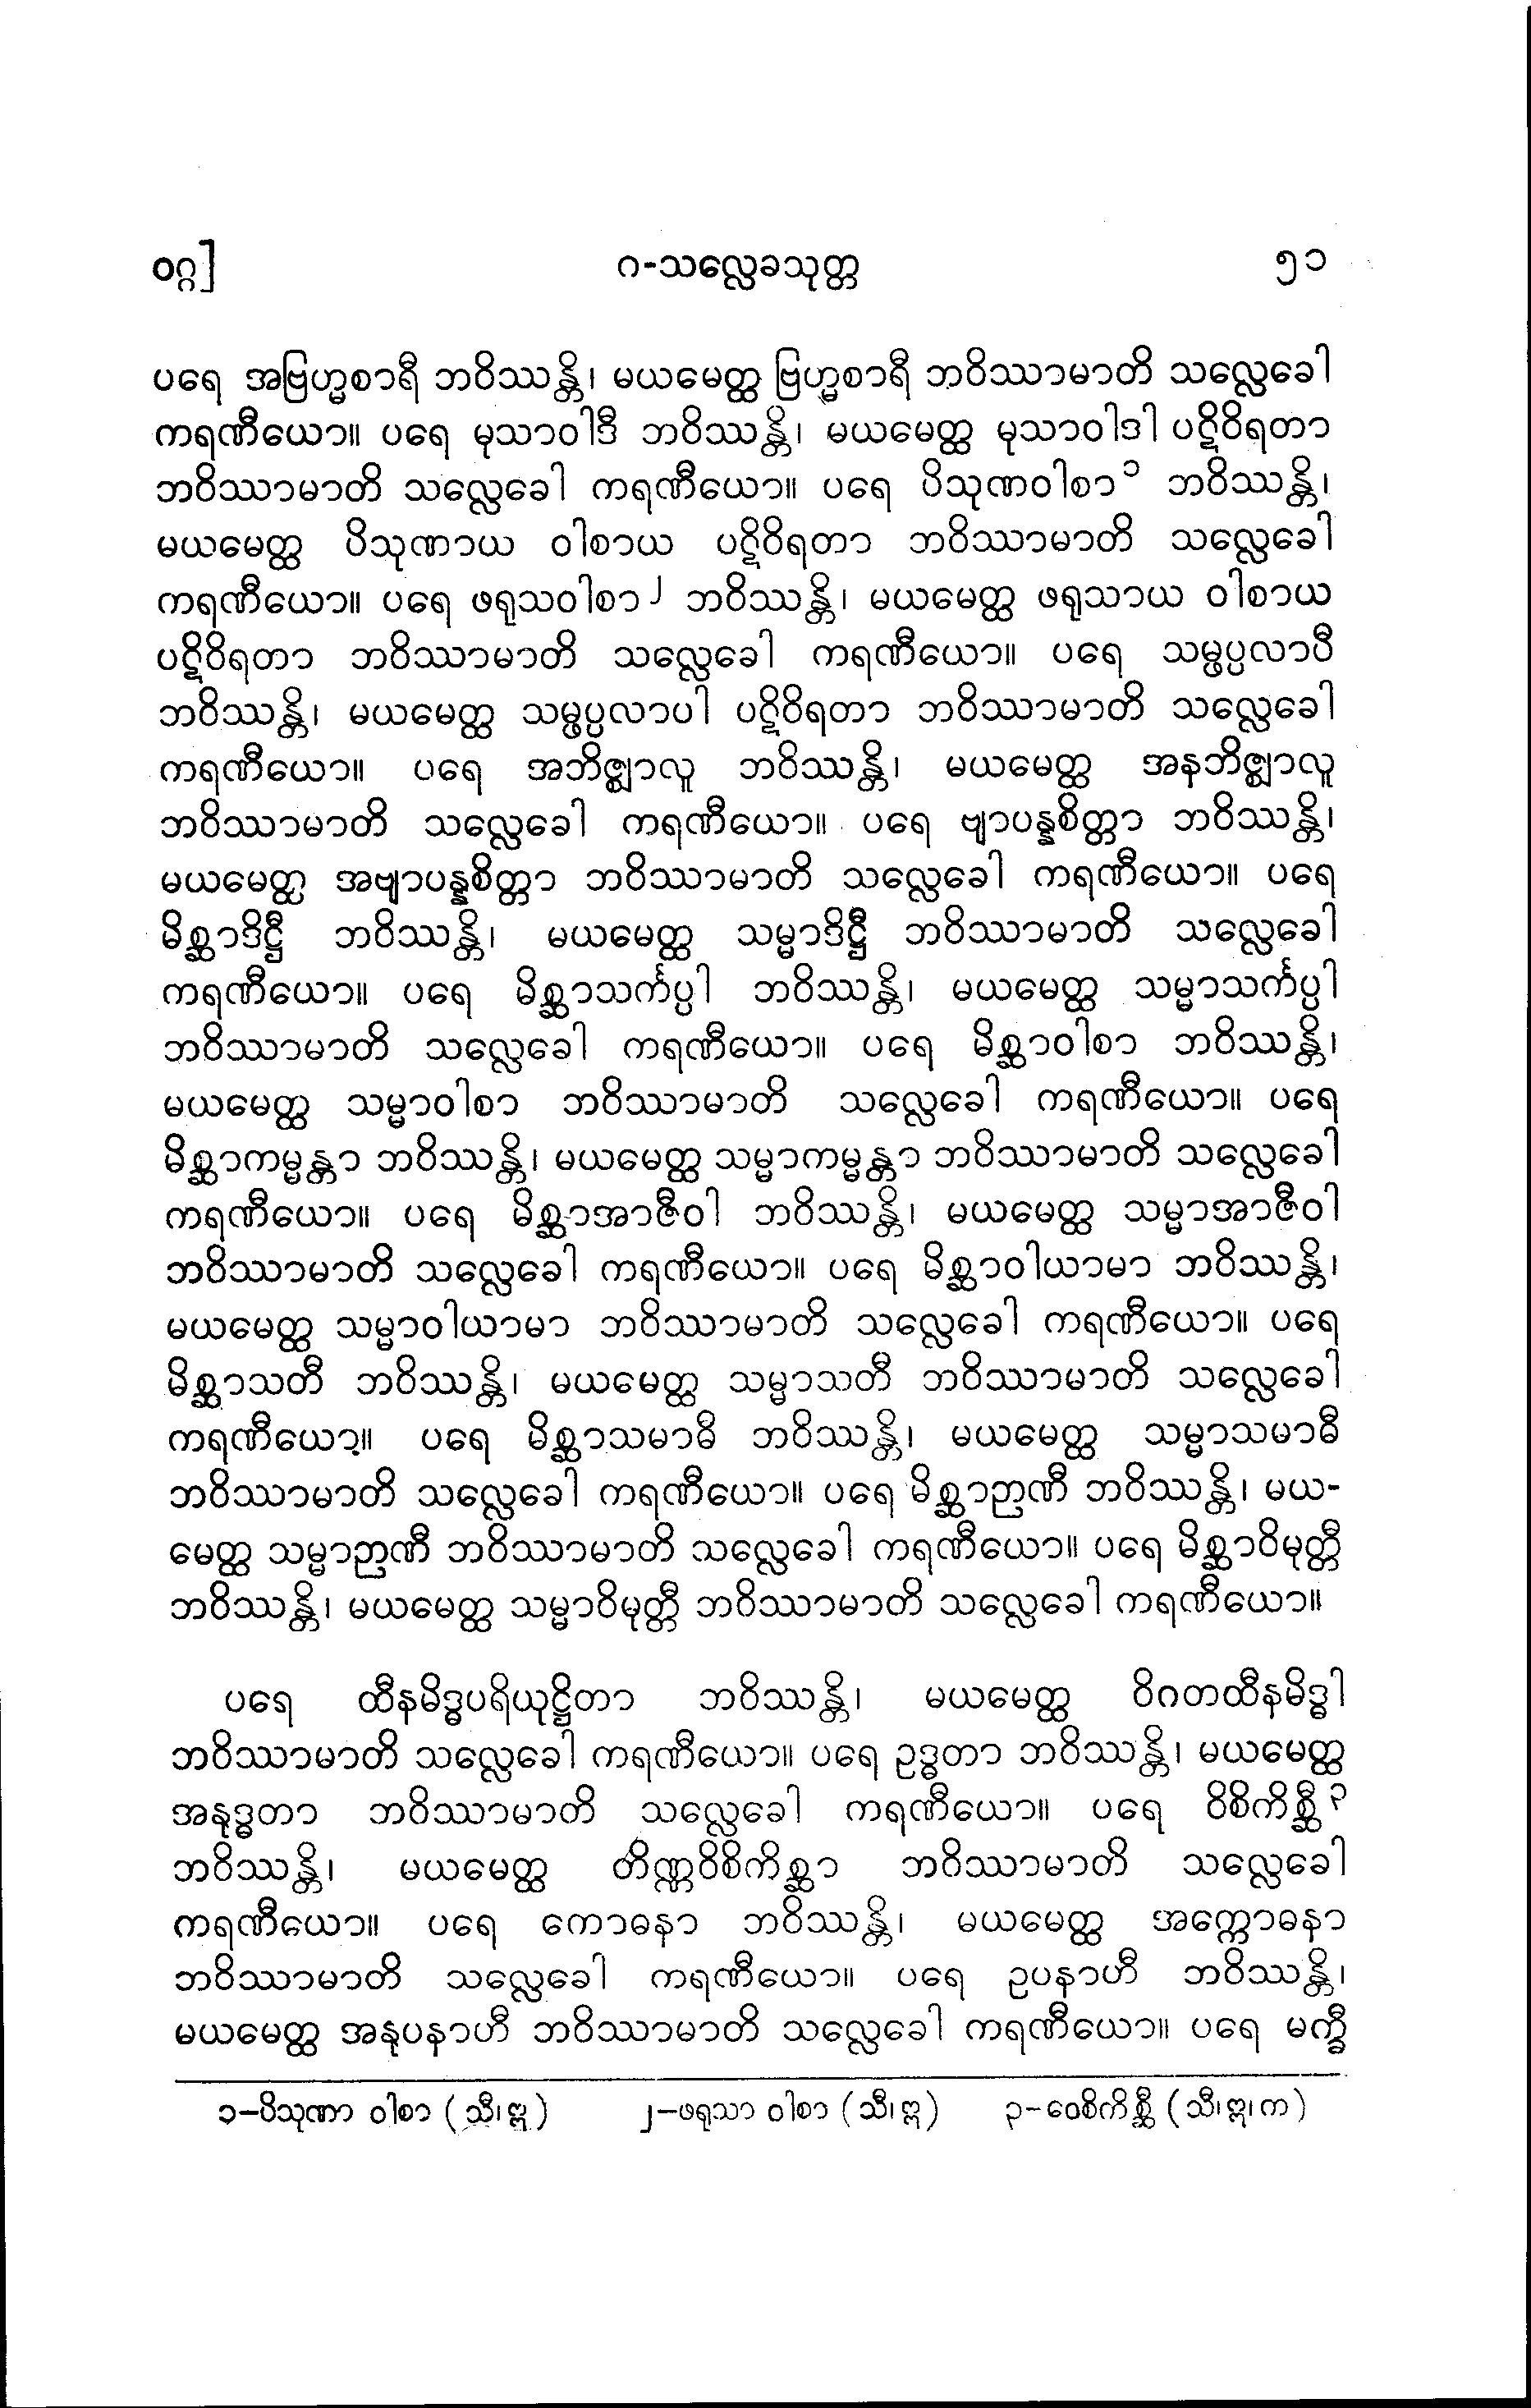 ဝဂ္ဂ]
ဂ-သလ္လေခသုတ္တ
၅၁
ပရေ အဗြဟ္မစာရီ ဘဝိဿန္တိ၊ မယမေတ္ထ ဗြဟ္မစာရီ ဘဝိဿာမာတိ သလ္လေခေါ
ကရဏီယော။ ပရေ မုသာဝါဒီ ဘဝိဿန္တိ၊ မယမေတ္ထ မုသာဝါဒါ ပဋိဝိရတာ
ဘဝိဿာမာတိ သလ္လေခေါ ကရဏီယော။ ပရေ ပိသုဏဝါစာ၁ ဘဝိဿန္တိ၊
မယမေတ္ထ ပိသုဏာယ ဝါစာယ ပဋိဝိရတာ ဘဝိဿာမာတိ သလ္လေခေါ
ကရဏီယော။ ပရေ ဖရုသဝါစာ၂ ဘဝိဿန္တိ၊ မယမေတ္ထ ဖရုသာယ ဝါစာယ
ပဋိဝိရတာ ဘဝိဿာမာတိ သလ္လေခေါ ကရဏီယော။ ပရေ သမ္ဖပ္ပလာပီ
ဘဝိဿန္တိ၊ မယမေတ္ထ သမ္ဖပ္ပလာပါ ပဋိဝိရတာ ဘဝိဿာမာတိ သလ္လေခေါ
ကရဏီယော။ ပရေ အဘိဇ္ဈာလူ ဘဝိဿန္တိ၊ မယမေတ္ထ အနဘိဇ္ဈာလူ
ဘဝိဿာမာတိ သလ္လေခေါ ကရဏီယော။ ပရေ ဗျာပန္နစိတ္တာ ဘဝိဿန္တိ၊
မယမေတ္ထ အဗျာပန္နစိတ္တာ ဘဝိဿာမာတိ သလ္လေခေါ ကရဏီယော။ ပရေ
မိစ္ဆာဒိဋ္ဌီ ဘဝိဿန္တိ၊ မယမေတ္ထ သမ္မာဒိဋ္ဌီ ဘဝိဿာမာတိ သလ္လေခေါ
ကရဏီယော။ ပရေ မိစ္ဆာသင်္ကပ္ပါ ဘဝိဿန္တိ၊ မယမေတ္ထ သမ္မာသင်္ကပ္ပါ
ဘဝိဿာမာတိ သလ္လေခေါ ကရဏီယော။ ပရေ မိစ္ဆာဝါစာ ဘဝိဿန္တိ၊
မယမေတ္ထ သမ္မာဝါစာ ဘဝိဿာမာတိ သလ္လေခေါ ကရဏီယော။ ပရေ
မိစ္ဆာကမ္မန္တာ ဘဝိဿန္တိ၊ မယမေတ္ထ သမ္မာကမ္မန္တာ ဘဝိဿာမာတိ သလ္လေခေါ
ကရဏီယော။ ပရေ မိစ္ဆာအာဇီဝါ ဘဝိဿန္တိ၊ မယမေတ္ထ သမ္မာအာဇီဝါ
ဘဝိဿာမာတိ သလ္လေခေါ ကရဏီယော။ ပရေ မိစ္ဆာဝါယာမာ ဘဝိဿန္တိ၊
မယမေတ္ထ သမ္မာဝါယာမာ ဘဝိဿာမာတိ သလ္လေခေါ ကရဏီယော။ ပရေ
မိစ္ဆာသတီ ဘဝိဿန္တိ၊ မယမေတ္ထ သမ္မာသတီ ဘဝိဿာမာတိ သလ္လေခေါ
ကရဏီယော။ ပရေ မိစ္ဆာသမာဓိ ဘဝိဿန္တိ၊ မယမေတ္ထ သမ္မာသမာဓီ
ဘဝိဿာမာတိ သလ္လေခေါ ကရဏီယော။ ပရေ မိစ္ဆာဉာဏီ ဘဝိဿန္တိ၊ မယ-
မေတ္ထ သမ္မာဉာဏီ ဘဝိဿာမာတိ သလ္လေခေါ ကရဏီယော။ ပရေ မိစ္ဆာဝိမုတ္တီ
ဘဝိဿန္တိ၊ မယမေတ္ထ သမ္မာဝိမုတ္တီ ဘဝိဿာမာတိ သလ္လေခေါ ကရဏီယော။
ပရေ ထီနမိဒ္ဓပရိယုဋ္ဌိတာ ဘဝိဿန္တိ၊ မယမေတ္ထ ဝိဂတထီနမိဒ္ဓါ
ဘဝိဿာမာတိ သလ္လေခေါ ကရဏီယော။ ပရေ ဥဒ္ဓတာ ဘဝိဿန္တိ၊ မယမေတ္ထ
အနုဒ္ဓတာ ဘဝိဿာမာတိ သလ္လေခေါ ကရဏီယော။ ပရေ ဝိစိကိစ္ဆီ၃
ဘဝိဿန္တိ၊ မယမေတ္ထ တိဏ္ဏဝိစိကိစ္ဆာ ဘဝိဿာမာတိ သလ္လေခေါ
ကရဏီယော။ ပရေ ကောဓနာ ဘဝိဿန္တိ၊ မယမေတ္ထ အက္ကောဓနာ
ဘဝိဿာမာတိ သလ္လေခေါ ကရဏီယော။ ပရေ ဥပနာဟီ ဘဝိဿန္တိ၊
မယမေတ္ထ အနုပနာဟီ ဘဝိဿာမာတိ သလ္လေခေါ ကရဏီယော။ ပရေ မက္ခီ
၁-ပိသုဏာ ဝါစာ (သီ၊ဣ) ၂-ဖရုသာ ဝါစာ (သီ၊ဣ) ၃-ဝေစိကိစ္ဆီ (သီ၊ဣ၊က)